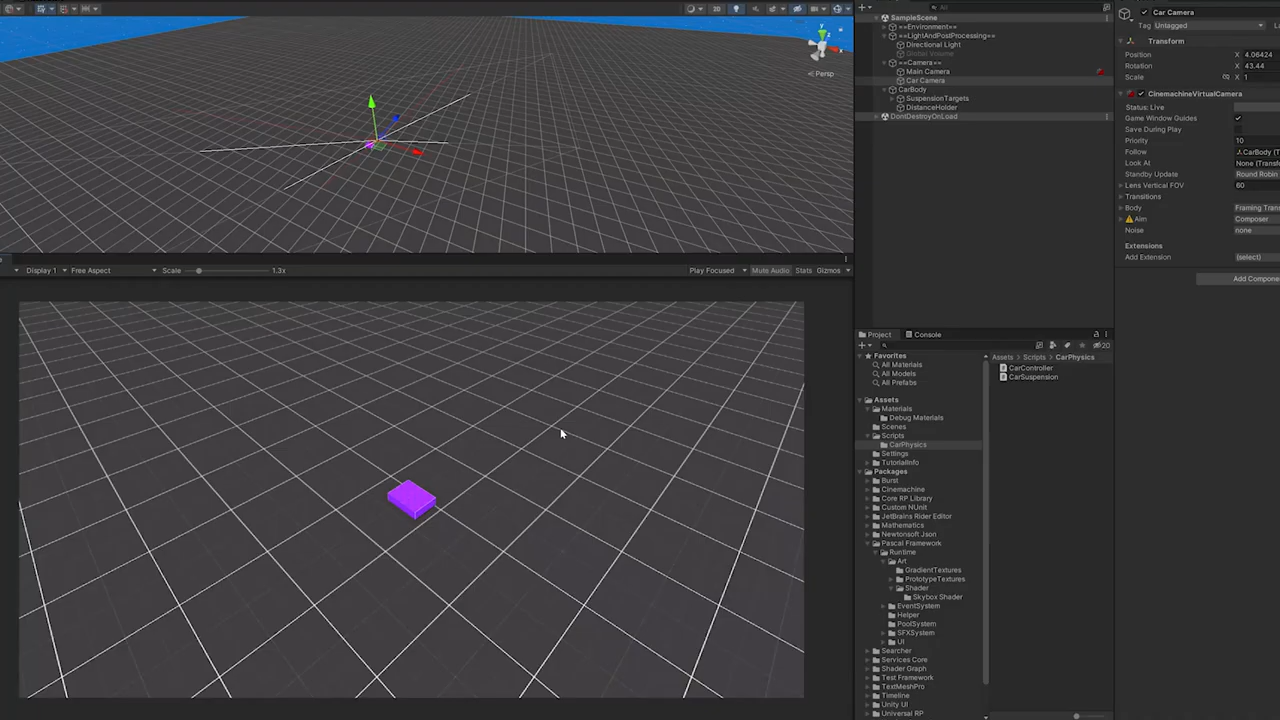 Persp
Display 1
Free Aspect
Scale
1.3x
Play Focused
Mute Audio
Stats
Gizmos
All
SampleScene
==Environment==
==LightAndPostProcessing==
Directional Light
Global Volume
==Camera==
Main Camera
Car Camera
CarBody
SuspensionTargets
DistanceHolder
DontDestroyOnLoad
Car Camera
Tag Untagged
Transform
Position X 4.06424
Rotation X 43.44
Scale X 1
CinemachineVirtualCamera
Status: Live
Game Window Guides
Save During Play
Priority 10
Follow CarBody (T
Look At None (Transf
Standby Update Round Robin
Lens Vertical FOV 60
Transitions
Body Framing Trans
Aim Composer
Noise none
Extensions
Add Extension (select)
Add Compone
Project
Console
20
Favorites
All Materials
All Models
All Prefabs
Assets
Materials
Debug Materials
Scenes
Scripts
CarPhysics
Settings
TutorialInfo
Packages
Burst
Cinemachine
Core RP Library
Custom NUnit
JetBrains Rider Editor
Mathematics
Newtonsoft Json
Pascal Framework
Runtime
Art
GradientTextures
PrototypeTextures
Shader
Skybox Shader
EventSystem
Helper
PoolSystem
SFXSystem
UI
Searcher
Services Core
Shader Graph
Test Framework
TextMeshPro
Timeline
Unity UI
Universal RP
Assets > Scripts > CarPhysics
CarController
CarSuspension